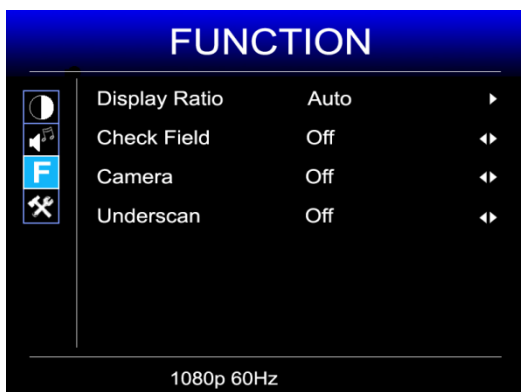 FUNCTION
Display Ratio Auto
Check Field Off
F
Camera Off
Underscan Off
1080p 60Hz